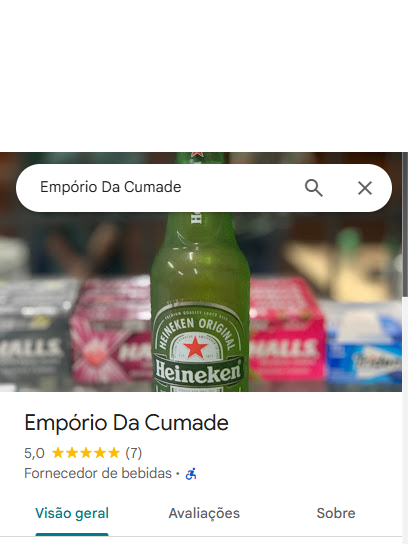 Empório Da Cumade
HEINEKEN ORIGINAL
Heineken
HALLS
HA
HALLS
Empório Da Cumade
5,0 (7)
Fornecedor de bebidas ·
Visão geral
Avaliações
Sobre